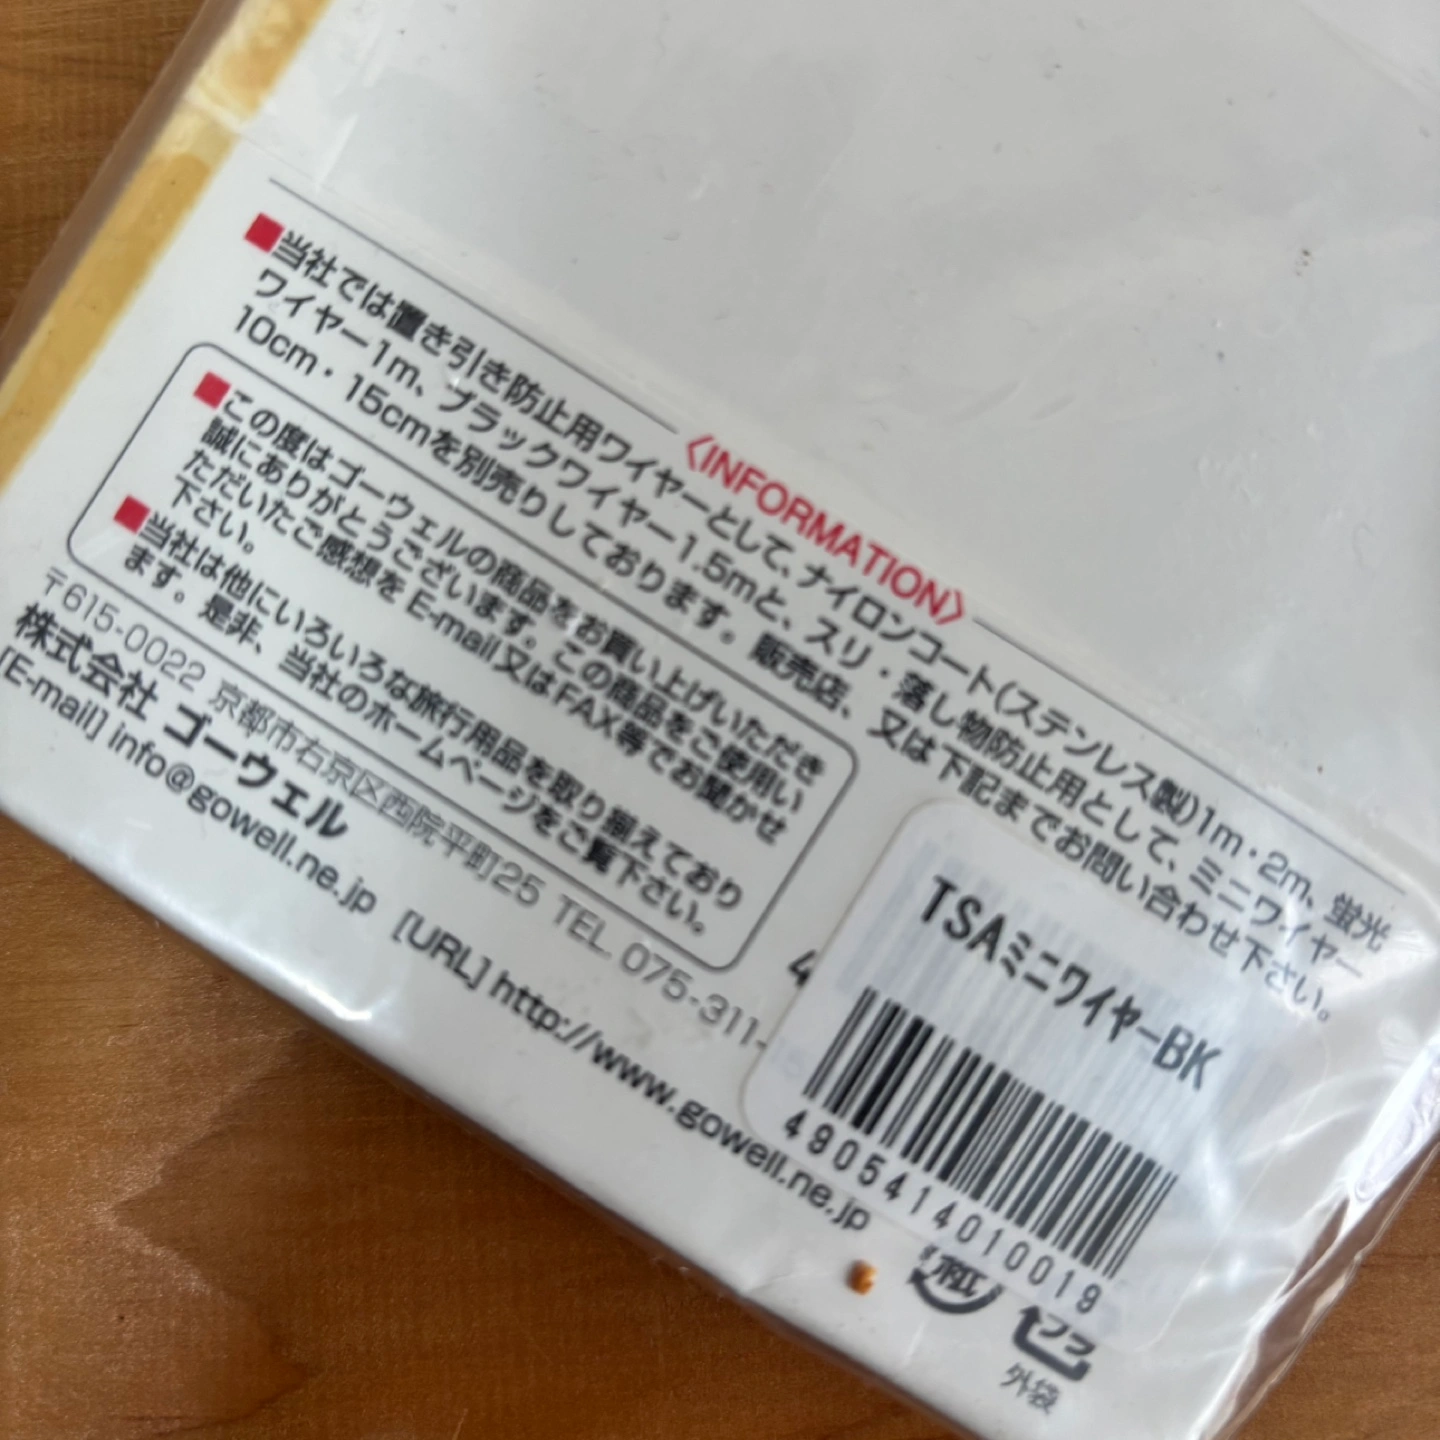 〈INFORMATION〉
■当社では置き引き防止用ワイヤーとして、ナイロンコート(ステンレス製)1m・2m、蛍光
ワイヤー1m、ブラックワイヤー1.5mと、スリ・落し物防止用として、ミニワイヤー
10cm・15cmを別売りしております。販売店、又は下記までお問い合わせ下さい。
■この度はゴーウェルの商品をお買い上げいただき
誠にありがとうございます。この商品をご使用い
ただいたご感想をE-mail又はFAX等でお聞かせ
下さい。
■当社は他にいろいろな旅行用品を取り揃えており
ます。是非、当社のホームページをご覧下さい。
〒615-0022 京都市右京区西院平町25 TEL.075-311-
株式会社 ゴーウェル
[E-mail] info@gowell.ne.jp [URL] http://www.gowell.ne.jp
4
TSAミニワイヤーBK
4905414010019
紙
プラ
外袋